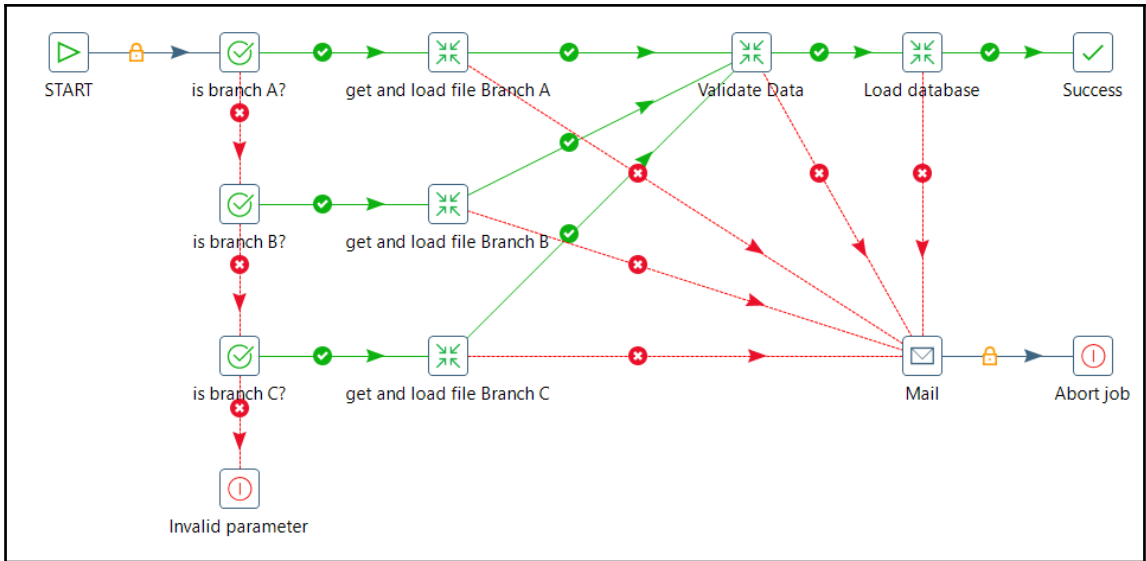 START
is branch A?
get and load file Branch A
Validate Data
Load database
Success
is branch B?
get and load file Branch B
is branch C?
get and load file Branch C
Mail
Abort job
Invalid parameter